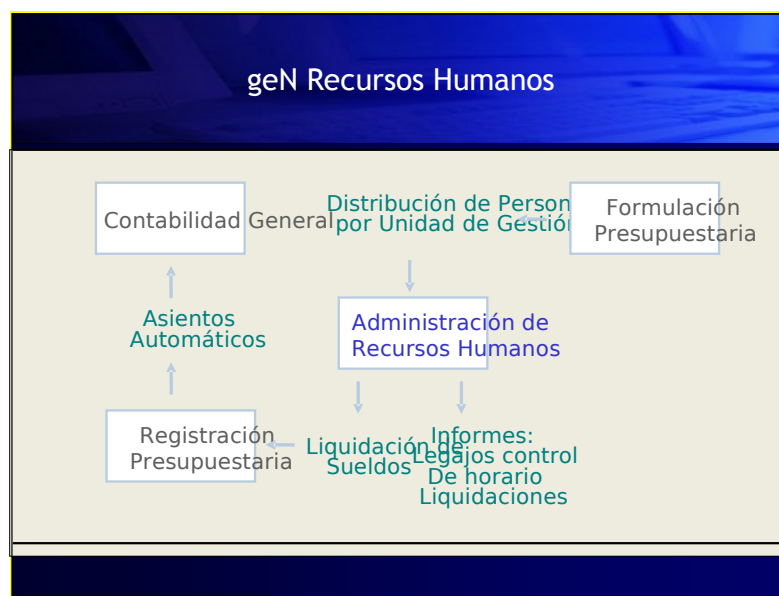 geN Recursos Humanos
Contabilidad General
Distribución de Person
por Unidad de Gestión
Formulación
Presupuestaria
Asientos
Automáticos
Administración de
Recursos Humanos
Registración
Presupuestaria
Liquidación de
Sueldos
Informes:
Legajos control
De horario
Liquidaciones